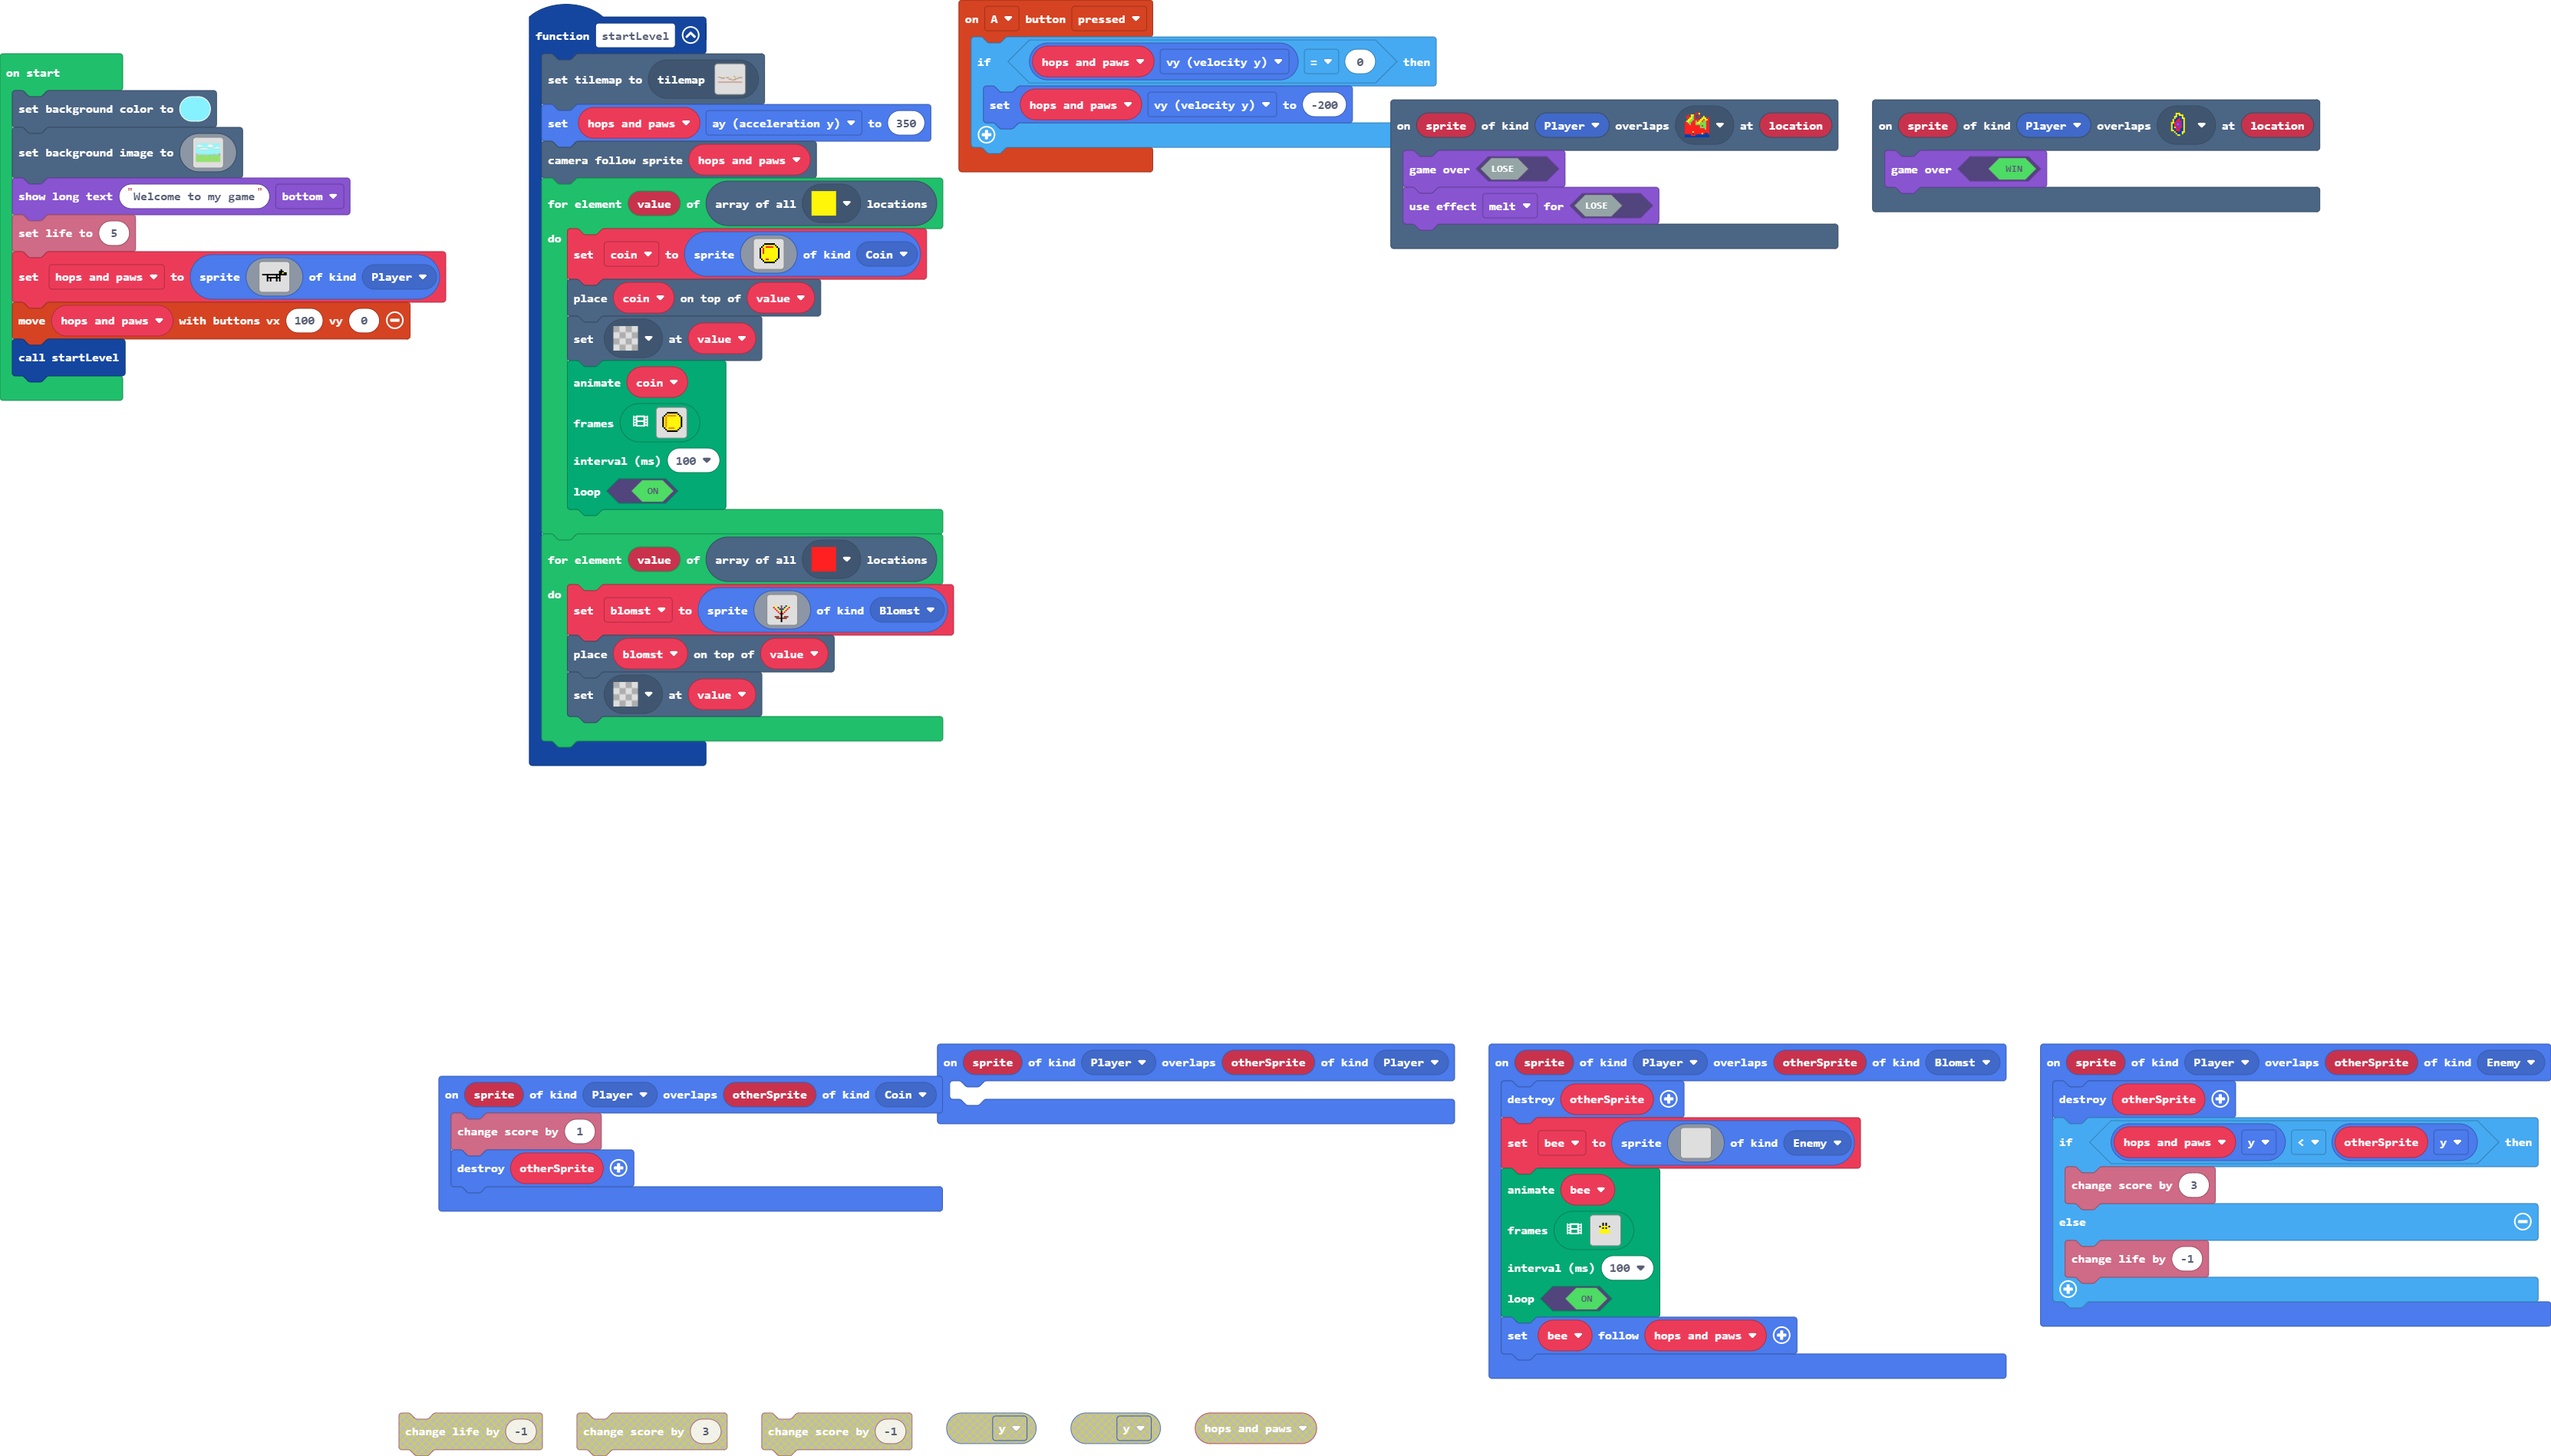 on start
set background color to
set background image to
show long text "Welcome to my game" bottom
set life to 5
set hops and paws to sprite of kind Player
move hops and paws with buttons vx 100 vy 0
call startLevel
function startLevel
set tilemap to tilemap
set hops and paws ay (acceleration y) to 350
camera follow sprite hops and paws
for element value of array of all locations
do
set coin to sprite of kind Coin
place coin on top of value
set at value
animate coin
frames
interval (ms) 100
loop ON
for element value of array of all locations
do
set blomst to sprite of kind Blomst
place blomst on top of value
set at value
on A button pressed
if hops and paws vy (velocity y) = 0 then
set hops and paws vy (velocity y) to -200
on sprite of kind Player overlaps at location
game over LOSE
use effect melt for LOSE
on sprite of kind Player overlaps at location
game over WIN
on sprite of kind Player overlaps otherSprite of kind Coin
change score by 1
destroy otherSprite
on sprite of kind Player overlaps otherSprite of kind Player
on sprite of kind Player overlaps otherSprite of kind Blomst
destroy otherSprite
set bee to sprite of kind Enemy
animate bee
frames
interval (ms) 100
loop ON
set bee follow hops and paws
on sprite of kind Player overlaps otherSprite of kind Enemy
destroy otherSprite
if hops and paws y < otherSprite y then
change score by 3
else
change life by -1
change life by -1
change score by 3
change score by -1
y
y
hops and paws